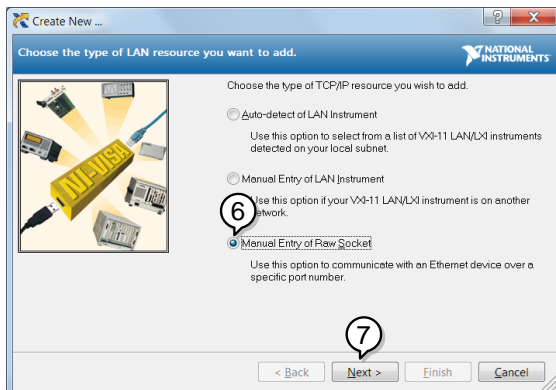 Create New ...
Choose the type of LAN resource you want to add.
NATIONAL
INSTRUMENTS
Choose the type of TCP/IP resource you wish to add.
Auto-detect of LAN Instrument
Use this option to select from a list of VXI-11 LAN/LXI instruments
detected on your local subnet.
Manual Entry of LAN Instrument
Use this option if your VXI-11 LAN/LXI instrument is on another
network.
6
Manual Entry of Raw Socket
Use this option to communicate with an Ethernet device over a
specific port number.
NI-VISA
7
< Back
Next >
Finish
Cancel